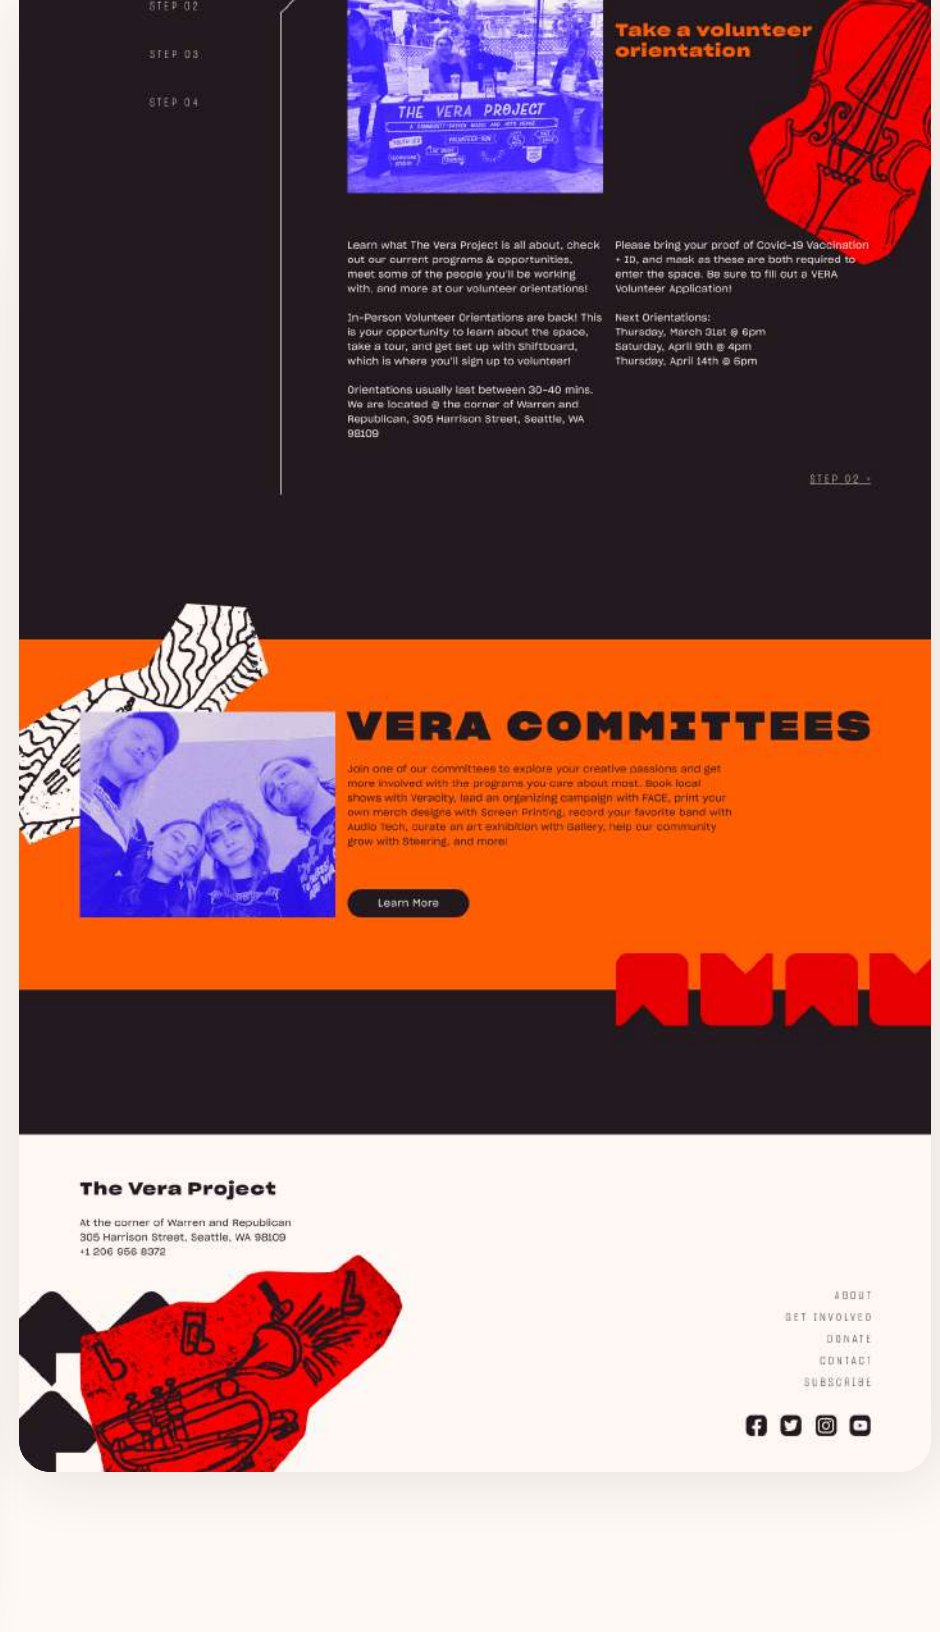 STEP 02
STEP 03
STEP 04
THE VERA PROJECT
A COMMUNITY-DRIVEN MUSIC AND ARTS VENUE
VOLUNTEER-RUN
Take a volunteer
orientation
Learn what The Vera Project is all about, check
out our current programs & opportunities,
meet some of the people you'll be working
with, and more at our volunteer orientations!
In-Person Volunteer Orientations are back! This
is your opportunity to learn about the space,
take a tour, and get set up with Shiftboard,
which is where you'll sign up to volunteer!
Orientations usually last between 30-40 mins.
We are located @ the corner of Warren and
Republican, 305 Harrison Street, Seattle, WA
98109
Please bring your proof of Covid-19 Vaccination
+ ID, and mask as these are both required to
enter the space. Be sure to fill out a VERA
Volunteer Application!
Next Orientations:
Thursday, March 31st @ 6pm
Saturday, April 9th @ 4pm
Thursday, April 14th @ 6pm
STEP 02
VERA COMMITTEES
Join one of our committees to explore your creative passions and get
more involved with the programs you care about most. Book local
shows with Veracity, lead an organizing campaign with FACE, print your
own merch designs with Screen Printing, record your favorite band with
Audio Tech, curate an art exhibition with Gallery, help our community
grow with Steering, and more!
Learn More
The Vera Project
At the corner of Warren and Republican
305 Harrison Street, Seattle, WA 98109
+1 206 956 8372
ABOUT
GET INVOLVED
DONATE
CONTACT
SUBSCRIBE